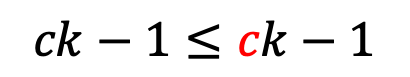 ck − 1 ≤ ck − 1